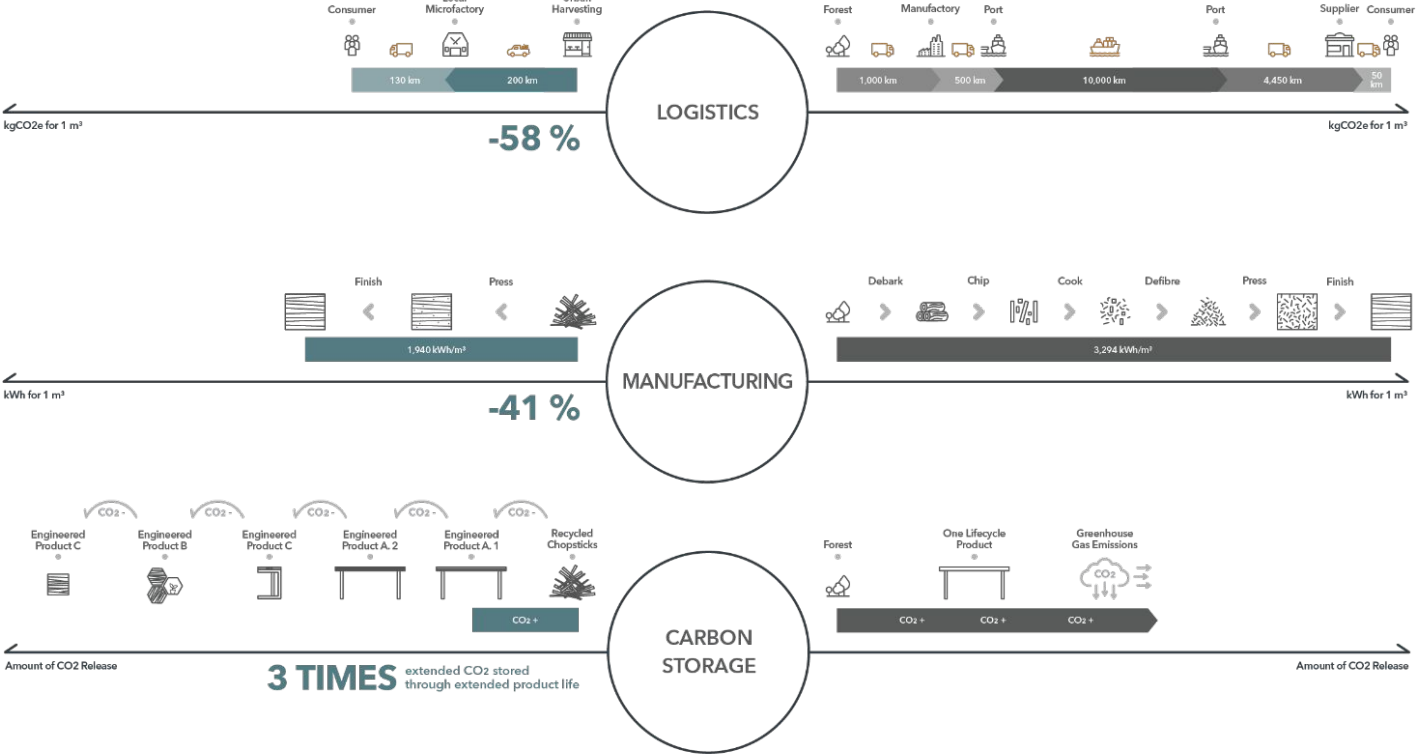 Consumer
Microfactory
Harvesting
130 km
200 km
kgCO2e for 1 m³
-58 %
LOGISTICS
Forest
Manufactory
Port
Port
Supplier
Consumer
1,000 km
500 km
10,000 km
4,450 km
50
km
kgCO2e for 1 m³
Finish
Press
1,940 kWh/m³
kWh for 1 m³
-41 %
MANUFACTURING
Debark
Chip
Cook
Defibre
Press
Finish
3,294 kWh/m³
kWh for 1 m³
CO2 -
CO2 -
CO2 -
CO2 -
CO2 -
Engineered
Product C
Engineered
Product B
Engineered
Product C
Engineered
Product A. 2
Engineered
Product A. 1
Recycled
Chopsticks
CO2 +
Amount of CO2 Release
3 TIMES
extended CO2 stored
through extended product life
CARBON
STORAGE
Forest
One Lifecycle
Product
Greenhouse
Gas Emissions
CO2
CO2 +
CO2 +
CO2 +
Amount of CO2 Release